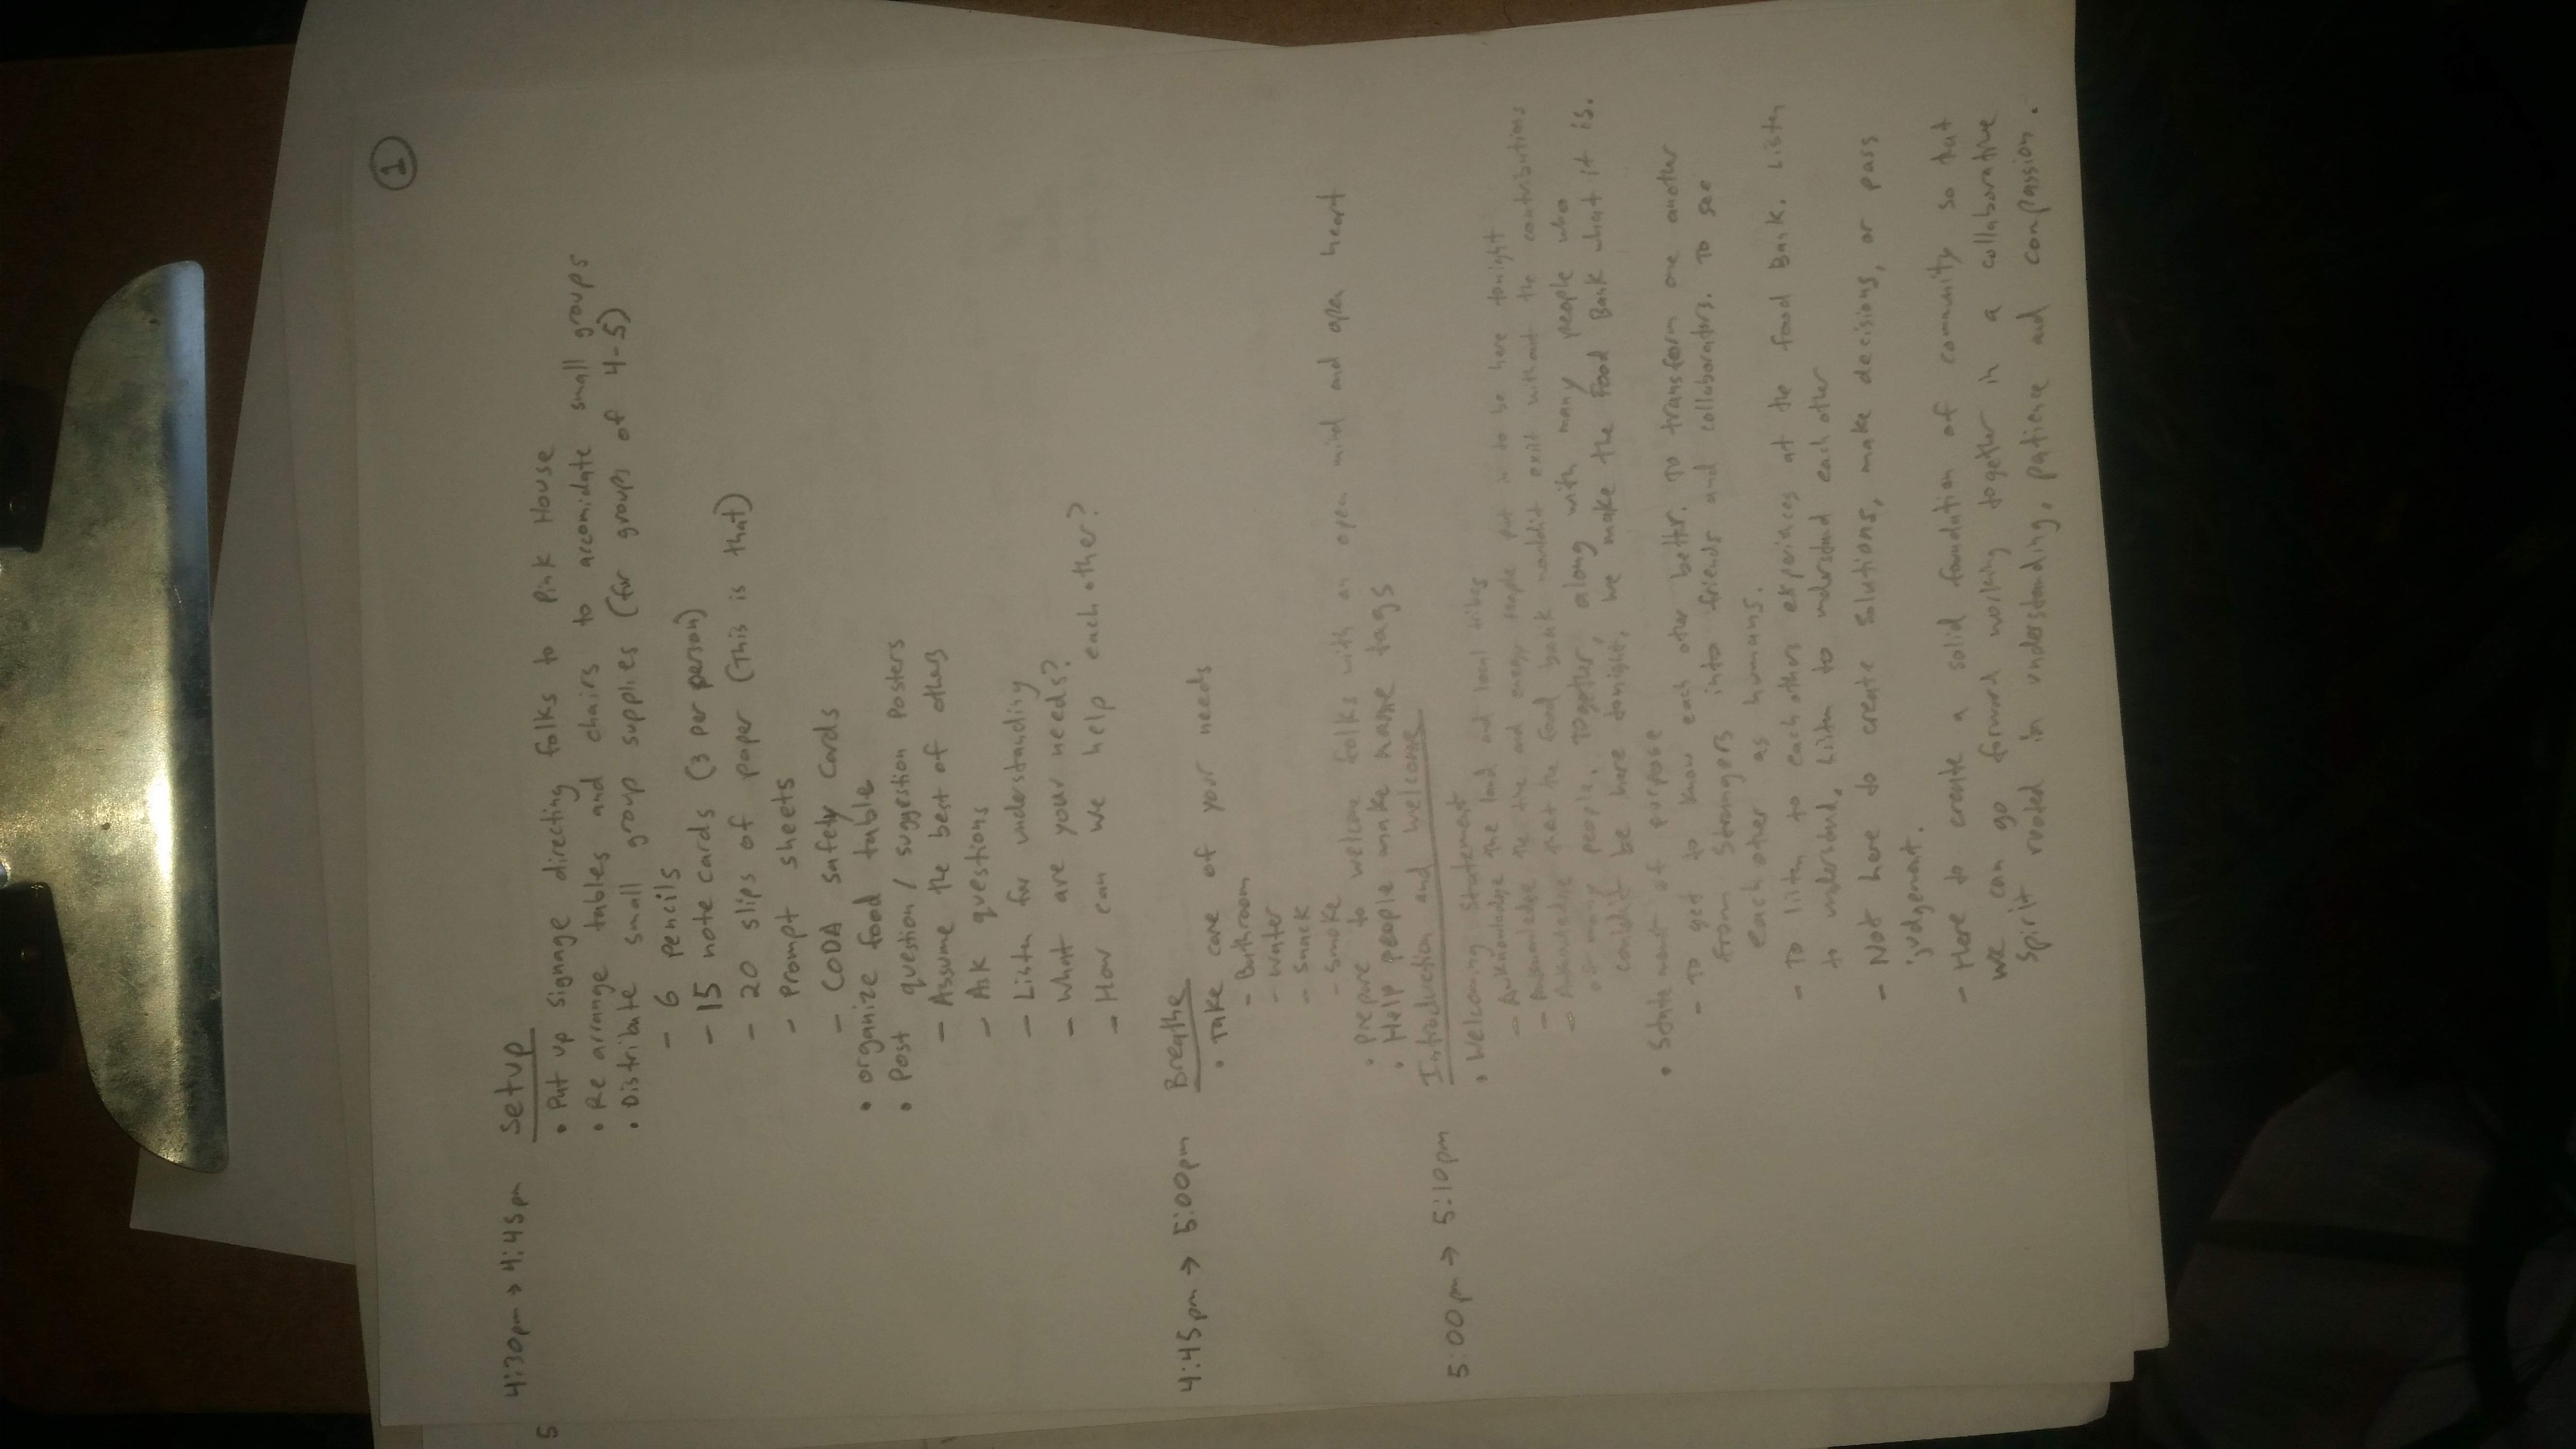 1
4:30pm → 4:45pm Setup
5
• Put up signage directing folks to Pink House
• Re arrange tables and chairs to accomidate small groups
• Distribute small group supplies (for groups of 4-5)
- 6 pencils
- 15 note cards (3 per person)
- 20 slips of paper (This is that)
- Prompt sheets
- CODA safety cards
• organize food table
• Post question / suggestion Posters
- Assume the best of others
- Ask questions
- Listen for understanding
- What are your needs?
- How can we help each other?
4:45pm → 5:00pm Breathe
• Take care of your needs
- Bathroom
- water
- snack
- smoke
• Prepare to welcome folks with an open mind and open heart
• Help people make name tags
5:00pm → 5:10pm Introduction and Welcome
• Welcoming Statement
- Awknowledge the land and local tribes
- the time and energy people put in to be here tonight
- that the food bank wouldn't exist without the contributions
of many people. Together, along with many people who
couldn't be here tonight, we make the Food Bank what it is.
• Statement of purpose
- To get to know each other better. To transform one another
from strangers into friends and collaborators. To see
each other as humans.
- To listen to each others experiences at the food Bank. Listen
to understand. Listen to understand each other
- Not here to create solutions, make decisions, or pass
judgement.
- Here to create a solid foundation of community so that
we can go forward working together in a collaborative
spirit rooted in understanding, patience and compassion.